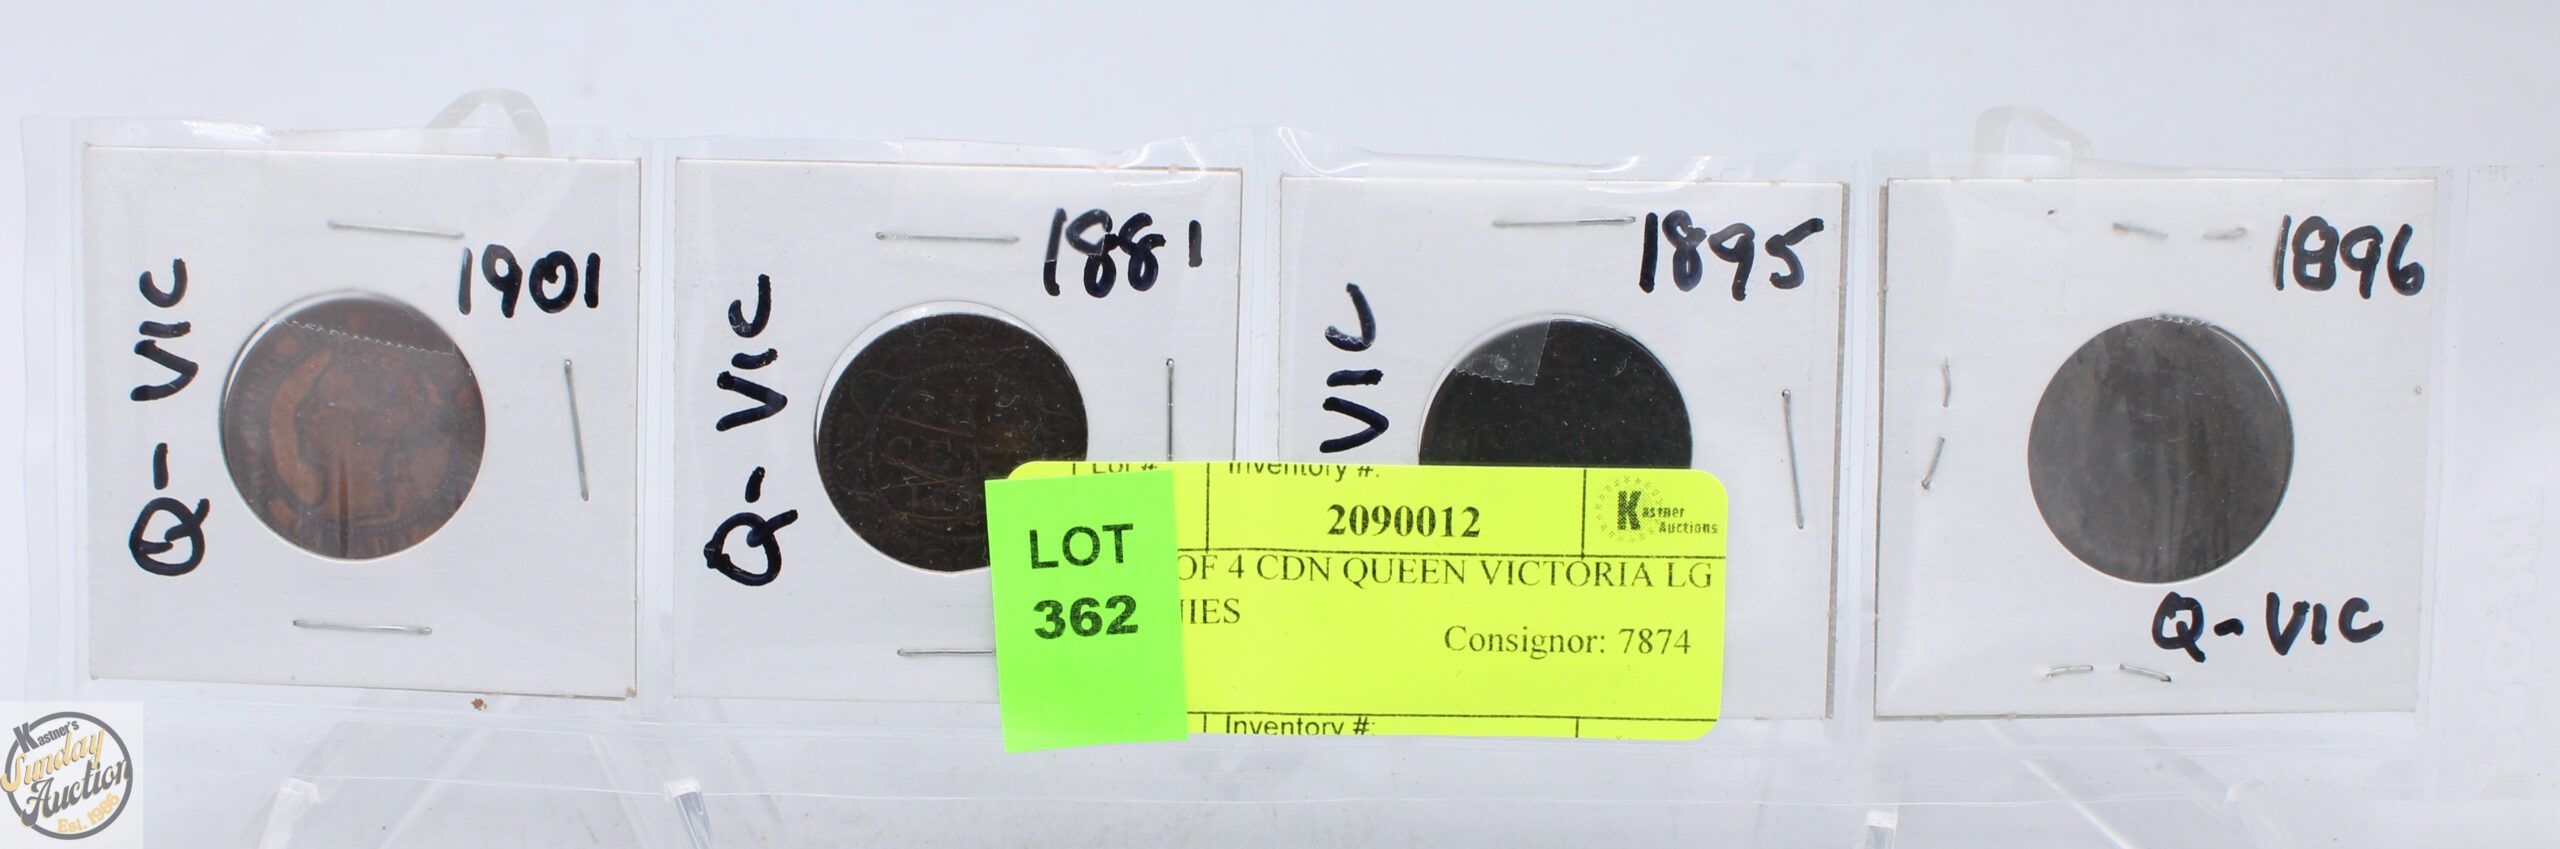 1901
Q-VIC
1881
Q-VIC
1895
VIC
1896
Q-VIC
Lot #
Inventory #:
2090012
Kastner
Auctions
LOT
362
OF 4 CDN QUEEN VICTORIA LG
Consignor: 7874
Inventory #:
Kastner's
Sunday
Auction
Est. 1986